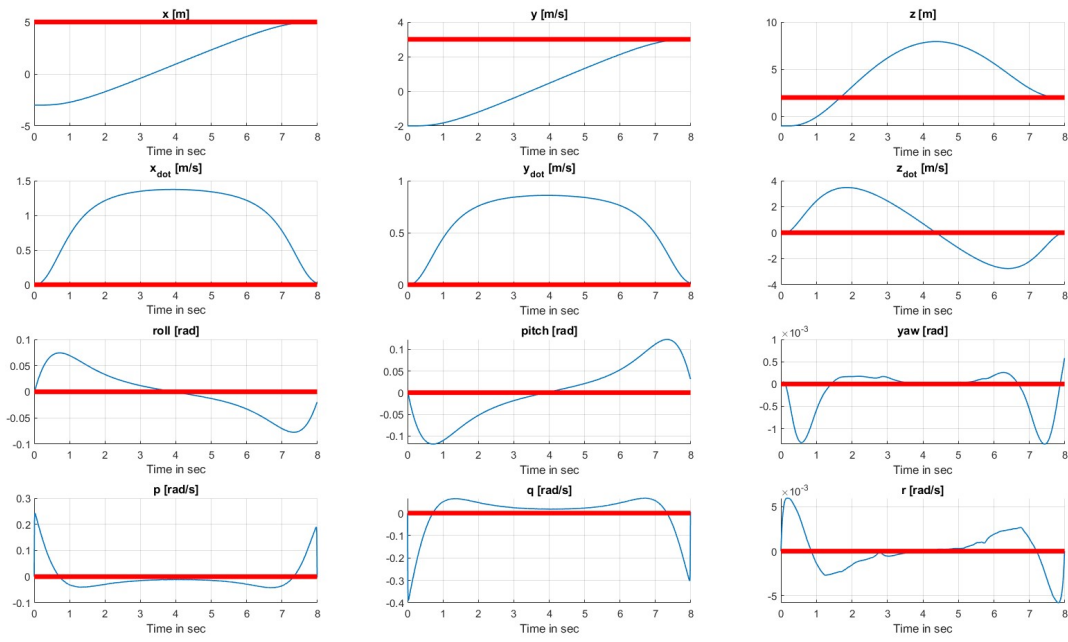 x [m]
5
0
-5
0 1 2 3 4 5 6 7 8
Time in sec
y [m/s]
4
2
0
-2
0 1 2 3 4 5 6 7 8
Time in sec
z [m]
10
5
0
0 1 2 3 4 5 6 7 8
Time in sec
x_dot [m/s]
1.5
1
0.5
0
0 1 2 3 4 5 6 7 8
Time in sec
y_dot [m/s]
1
0.5
0
0 1 2 3 4 5 6 7 8
Time in sec
z_dot [m/s]
4
2
0
-2
-4
0 1 2 3 4 5 6 7 8
Time in sec
roll [rad]
0.1
0.05
0
-0.05
-0.1
0 1 2 3 4 5 6 7 8
Time in sec
pitch [rad]
0.1
0.05
0
-0.05
-0.1
0 1 2 3 4 5 6 7 8
Time in sec
yaw [rad]
×10^-3
1
0.5
0
-0.5
-1
0 1 2 3 4 5 6 7 8
Time in sec
p [rad/s]
0.3
0.2
0.1
0
-0.1
0 1 2 3 4 5 6 7 8
Time in sec
q [rad/s]
0
-0.1
-0.2
-0.3
-0.4
0 1 2 3 4 5 6 7 8
Time in sec
r [rad/s]
×10^-3
5
0
-5
0 1 2 3 4 5 6 7 8
Time in sec